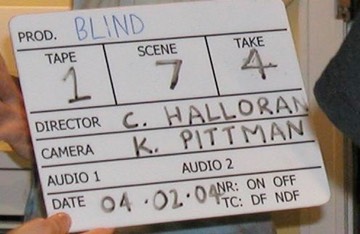 PROD. BLIND
TAPE SCENE TAKE
1 7 4
DIRECTOR C. HALLORAN
CAMERA K. PITTMAN
AUDIO 1 AUDIO 2
DATE 04.02.04 NR: ON OFF
TC: DF NDF